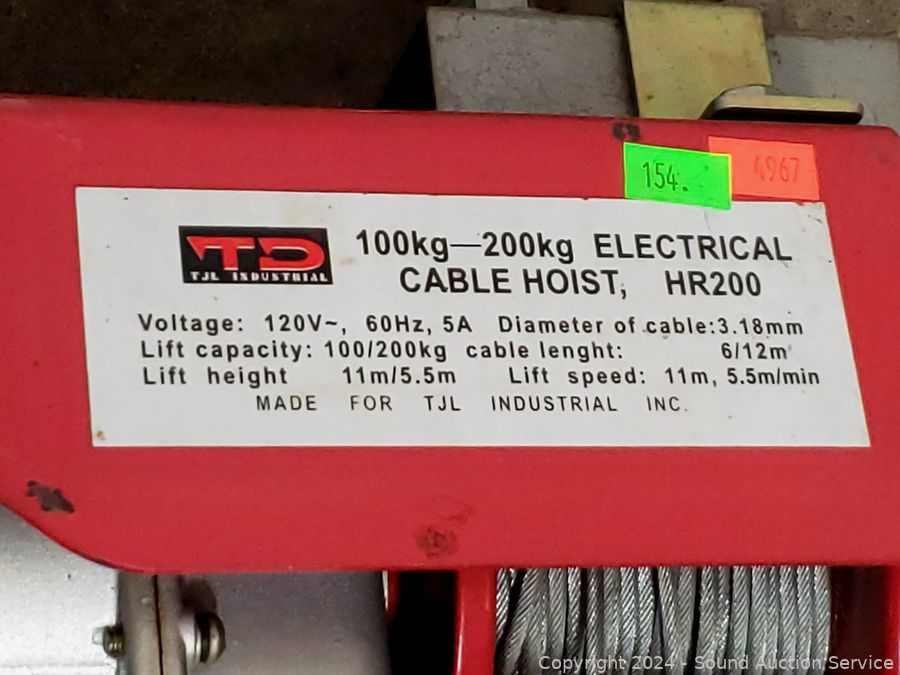 154.
4967
TD
TJL INDUSTRIAL
100kg—200kg ELECTRICAL
CABLE HOIST, HR200
Voltage: 120V~, 60Hz, 5A Diameter of cable:3.18mm
Lift capacity: 100/200kg cable lenght: 6/12m
Lift height 11m/5.5m Lift speed: 11m, 5.5m/min
MADE FOR TJL INDUSTRIAL INC.
Copyright 2024 - Sound Auction Service